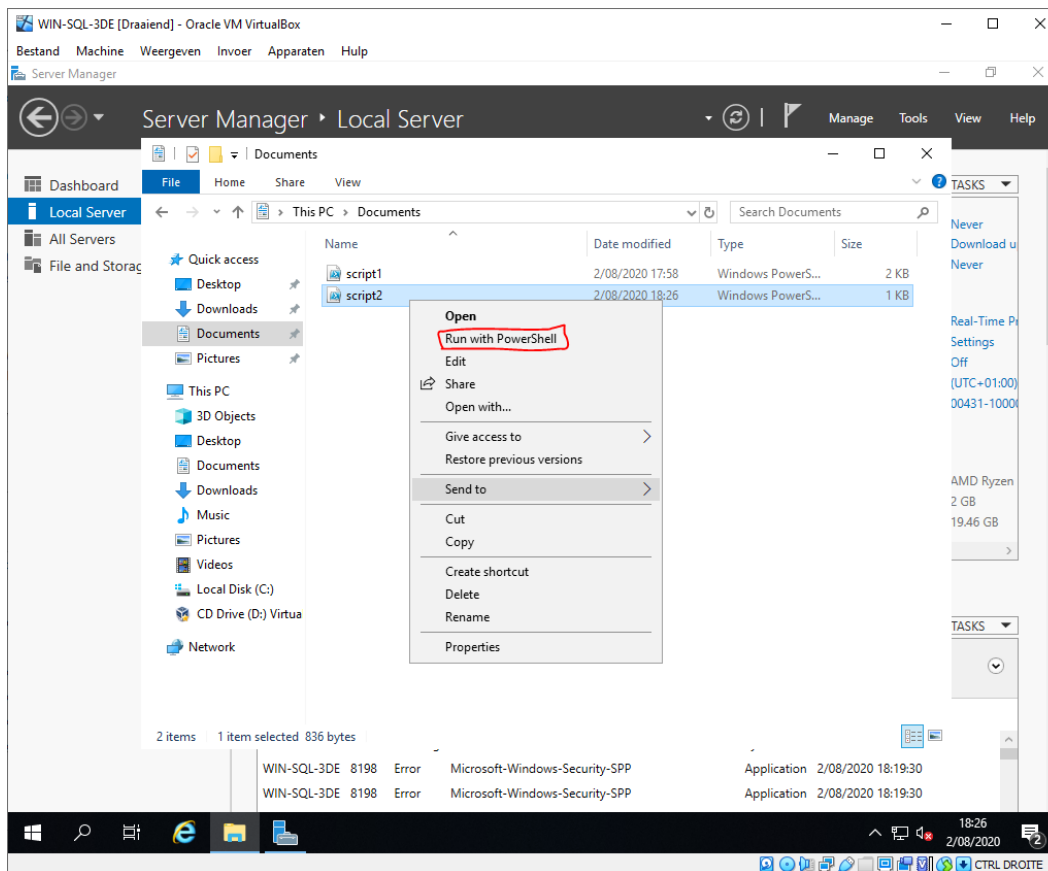 WIN-SQL-3DE [Draaiend] - Oracle VM VirtualBox
Bestand Machine Weergeven Invoer Apparaten Hulp
Server Manager
Server Manager Local Server
Manage Tools View Help
Documents
File Home Share View
This PC > Documents
Search Documents
Dashboard
Local Server
All Servers
File and Storag
Quick access
Desktop
Downloads
Documents
Pictures
This PC
3D Objects
Desktop
Documents
Downloads
Music
Pictures
Videos
Local Disk (C:)
CD Drive (D:) Virtua
Network
Name Date modified Type Size
script1 2/08/2020 17:58 Windows PowerS... 2 KB
script2 2/08/2020 18:26 Windows PowerS... 1 KB
Open
Run with PowerShell
Edit
Share
Open with...
Give access to
Restore previous versions
Send to
Cut
Copy
Create shortcut
Delete
Rename
Properties
TASKS
Never
Download u
Never
Real-Time Pr
Settings
Off
(UTC+01:00)
00431-10000
AMD Ryzen
2 GB
19.46 GB
TASKS
2 items 1 item selected 836 bytes
WIN-SQL-3DE 8198 Error Microsoft-Windows-Security-SPP Application 2/08/2020 18:19:30
WIN-SQL-3DE 8198 Error Microsoft-Windows-Security-SPP Application 2/08/2020 18:19:30
18:26
2/08/2020
2
CTRL DROITE